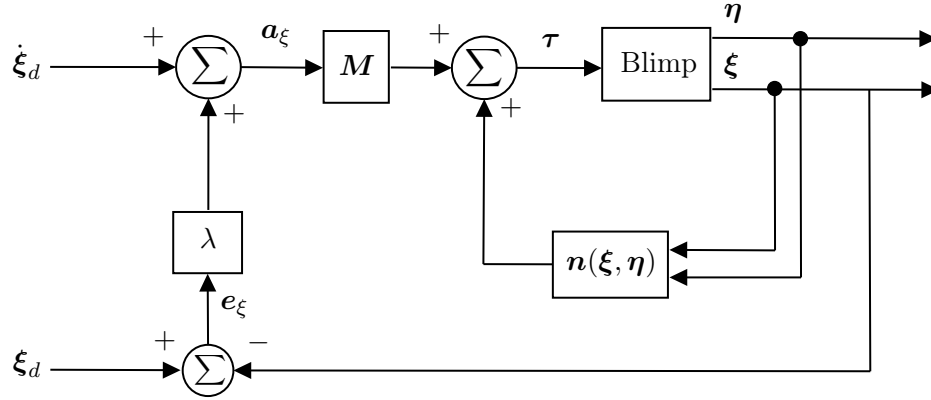 η
+ a_ξ + τ
ξ̇_d ∑ M ∑ Blimp ξ
+ +
λ n(ξ, η)
e_ξ
+ −
ξ_d ∑